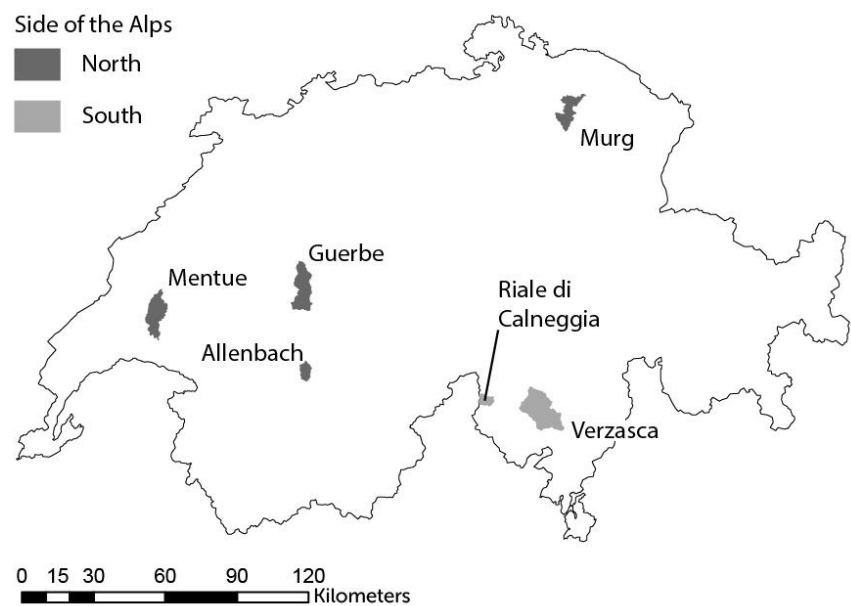 Side of the Alps
North
South
Murg
Guerbe
Mentue
Riale di
Calneggia
Allenbach
Verzasca
0 15 30 60 90 120
Kilometers